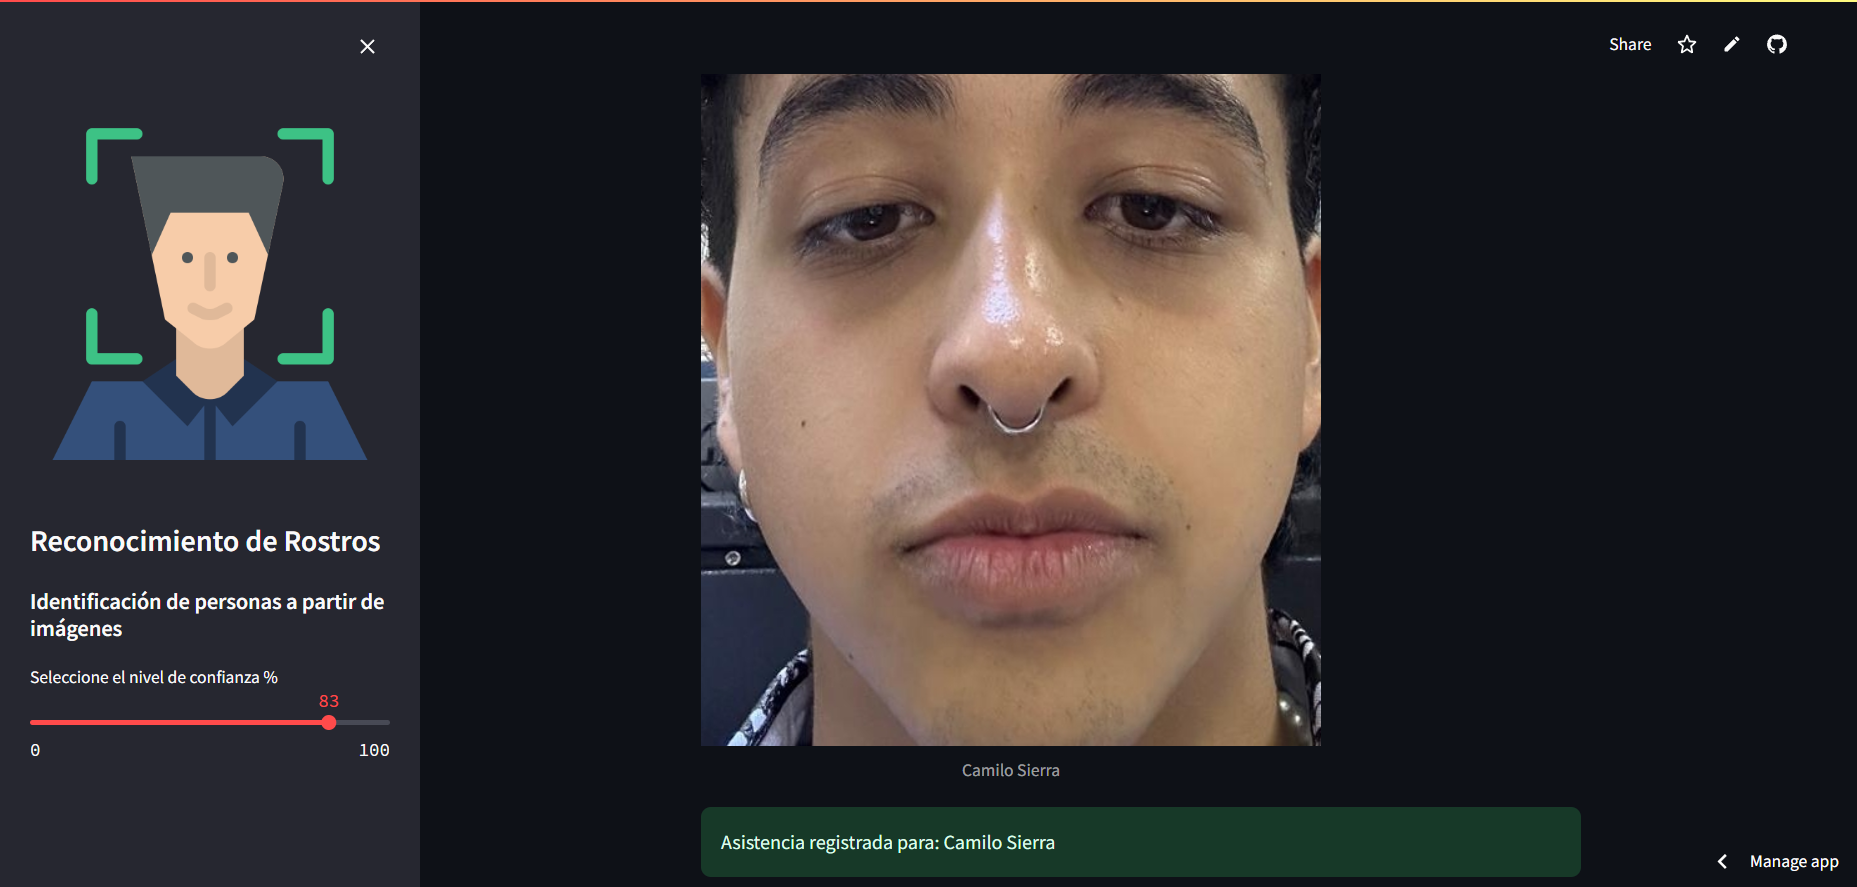 Share
Reconocimiento de Rostros
Identificación de personas a partir de
imágenes
Seleccione el nivel de confianza %
83
0
100
Camilo Sierra
Asistencia registrada para: Camilo Sierra
Manage app